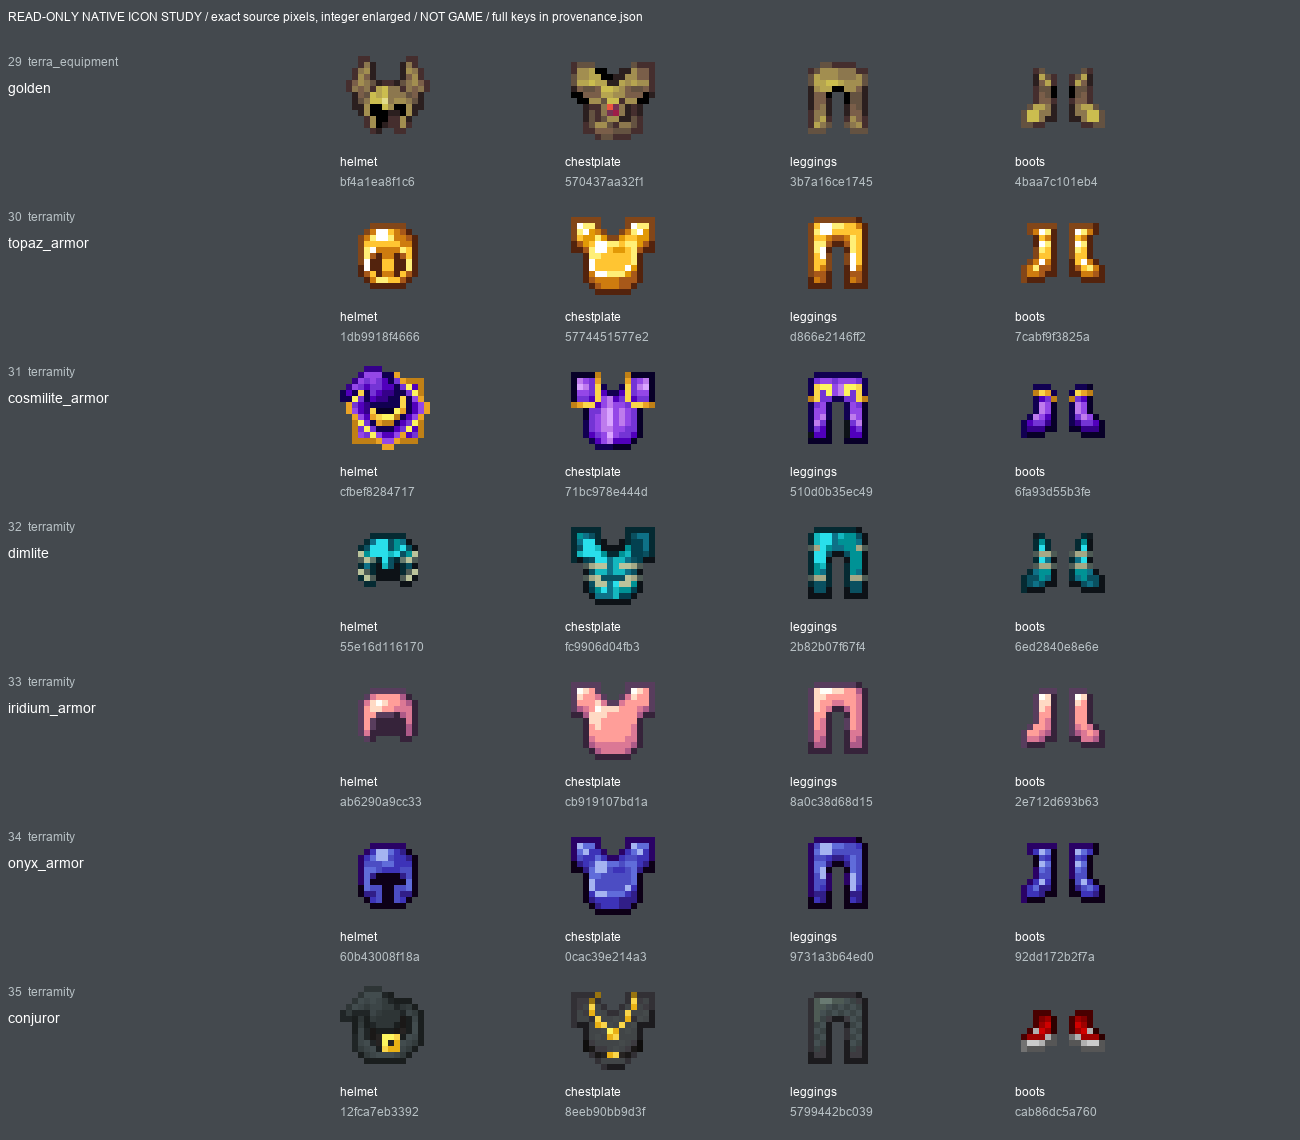 READ-ONLY NATIVE ICON STUDY / exact source pixels, integer enlarged / NOT GAME / full keys in provenance.json
29 terra_equipment
golden
helmet chestplate leggings boots
bf4a1ea8f1c6 570437aa32f1 3b7a16ce1745 4baa7c101eb4
30 terramity
topaz_armor
helmet chestplate leggings boots
1db9918f4666 5774451577e2 d866e2146ff2 7cabf9f3825a
31 terramity
cosmilite_armor
helmet chestplate leggings boots
cfbef8284717 71bc978e444d 510d0b35ec49 6fa93d55b3fe
32 terramity
dimlite
helmet chestplate leggings boots
55e16d116170 fc9906d04fb3 2b82b07f67f4 6ed2840e8e6e
33 terramity
iridium_armor
helmet chestplate leggings boots
ab6290a9cc33 cb919107bd1a 8a0c38d68d15 2e712d693b63
34 terramity
onyx_armor
helmet chestplate leggings boots
60b43008f18a 0cac39e214a3 9731a3b64ed0 92dd172b2f7a
35 terramity
conjuror
helmet chestplate leggings boots
12fca7eb3392 8eeb90bb9d3f 5799442bc039 cab86dc5a760